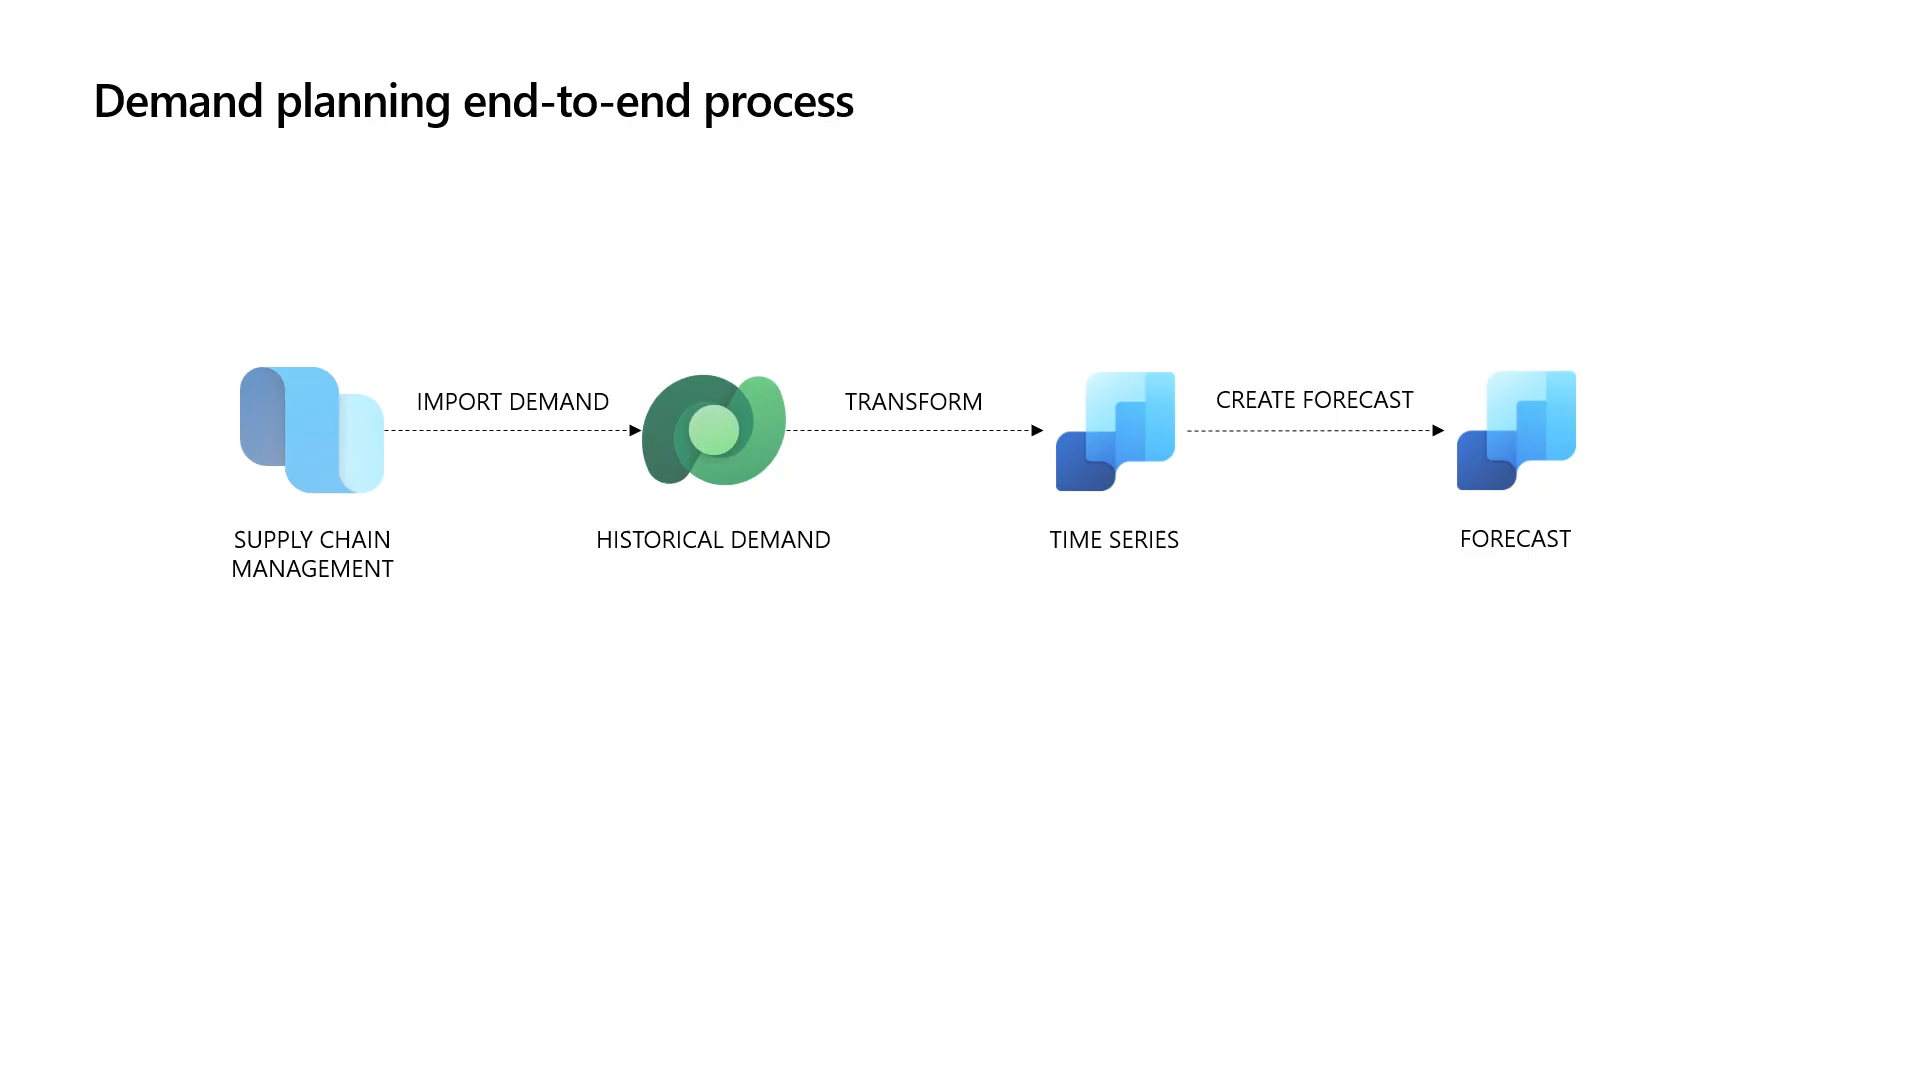 Demand planning end-to-end process
IMPORT DEMAND
TRANSFORM
CREATE FORECAST
SUPPLY CHAIN
MANAGEMENT
HISTORICAL DEMAND
TIME SERIES
FORECAST